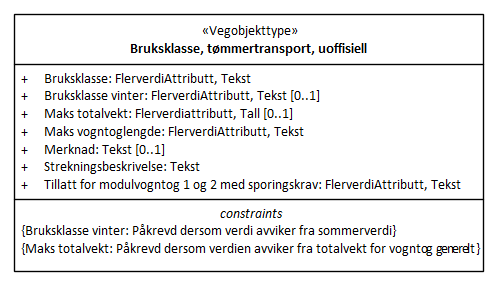 «Vegobjekttype»
Bruksklasse, tømmertransport, uoffisiell
+ Bruksklasse: FlerverdiAttributt, Tekst
+ Bruksklasse vinter: FlerverdiAttributt, Tekst [0..1]
+ Maks totalvekt: Flerverdiattributt, Tall [0..1]
+ Maks vogntoglengde: FlerverdiAttributt, Tekst
+ Merknad: Tekst [0..1]
+ Strekningsbeskrivelse: Tekst
+ Tillatt for modulvogntog 1 og 2 med sporingskrav: FlerverdiAttributt, Tekst
constraints
{Bruksklasse vinter: Påkrevd dersom verdi avviker fra sommerverdi}
{Maks totalvekt: Påkrevd dersom verdien avviker fra totalvekt for vogntog generelt}